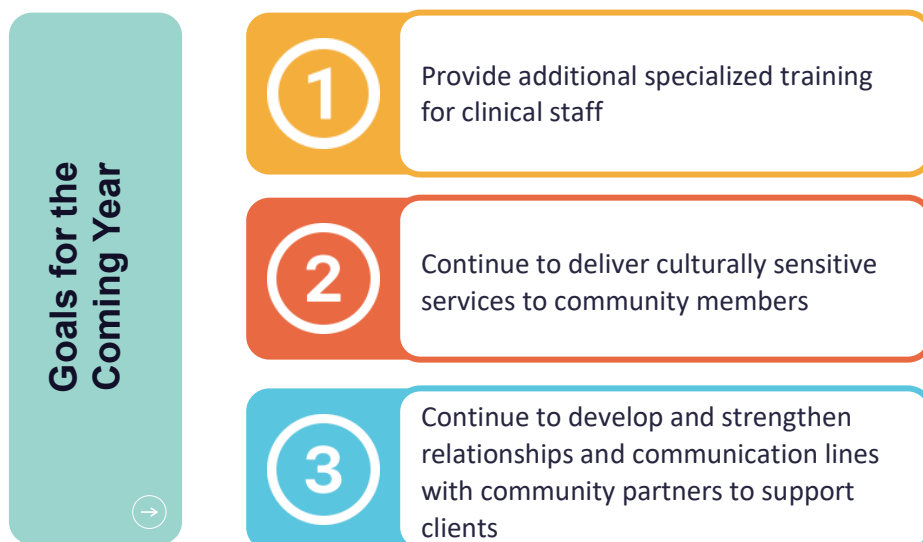 Goals for the
Coming Year
1
Provide additional specialized training
for clinical staff
2
Continue to deliver culturally sensitive
services to community members
3
Continue to develop and strengthen
relationships and communication lines
with community partners to support
clients